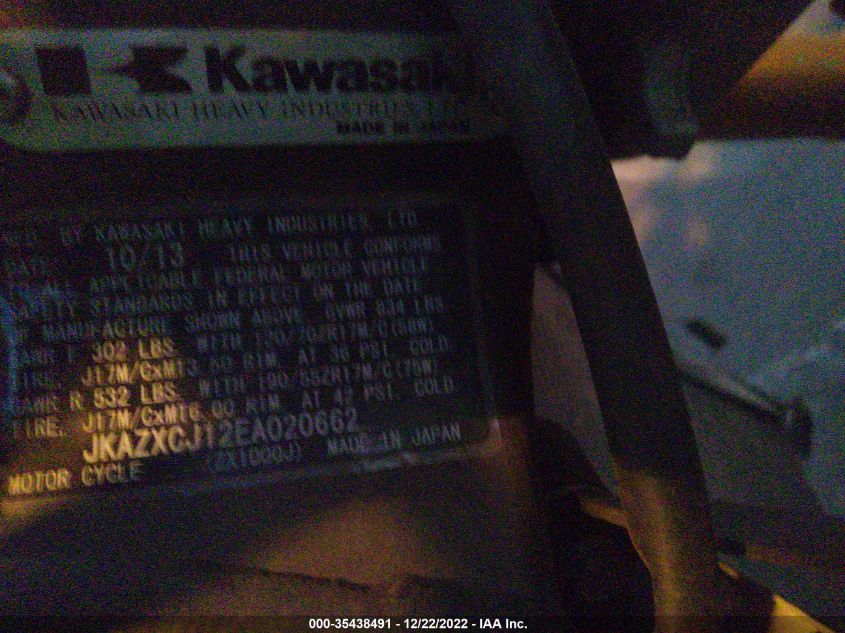 Kawasaki
KAWASAKI HEAVY INDUSTRIES, LTD.
MADE IN JAPAN
MFD. BY KAWASAKI HEAVY INDUSTRIES, LTD.
DATE 10/13 THIS VEHICLE CONFORMS
TO ALL APPLICABLE FEDERAL MOTOR VEHICLE
SAFETY STANDARDS IN EFFECT ON THE DATE
OF MANUFACTURE SHOWN ABOVE. GVWR 834 LBS.
GAWR F 302 LBS. WITH 120/70ZR17M/C(58W)
TIRE, J17M/CxMT3.50 RIM, AT 36 PSI. COLD.
GAWR R 532 LBS. WITH 190/55ZR17M/C(75W)
TIRE, J17M/CxMT6.00 RIM, AT 42 PSI. COLD
JKAZXCJ12EA020662
MOTOR CYCLE (ZX1000J) MADE IN JAPAN
000-35438491 - 12/22/2022 - IAA Inc.